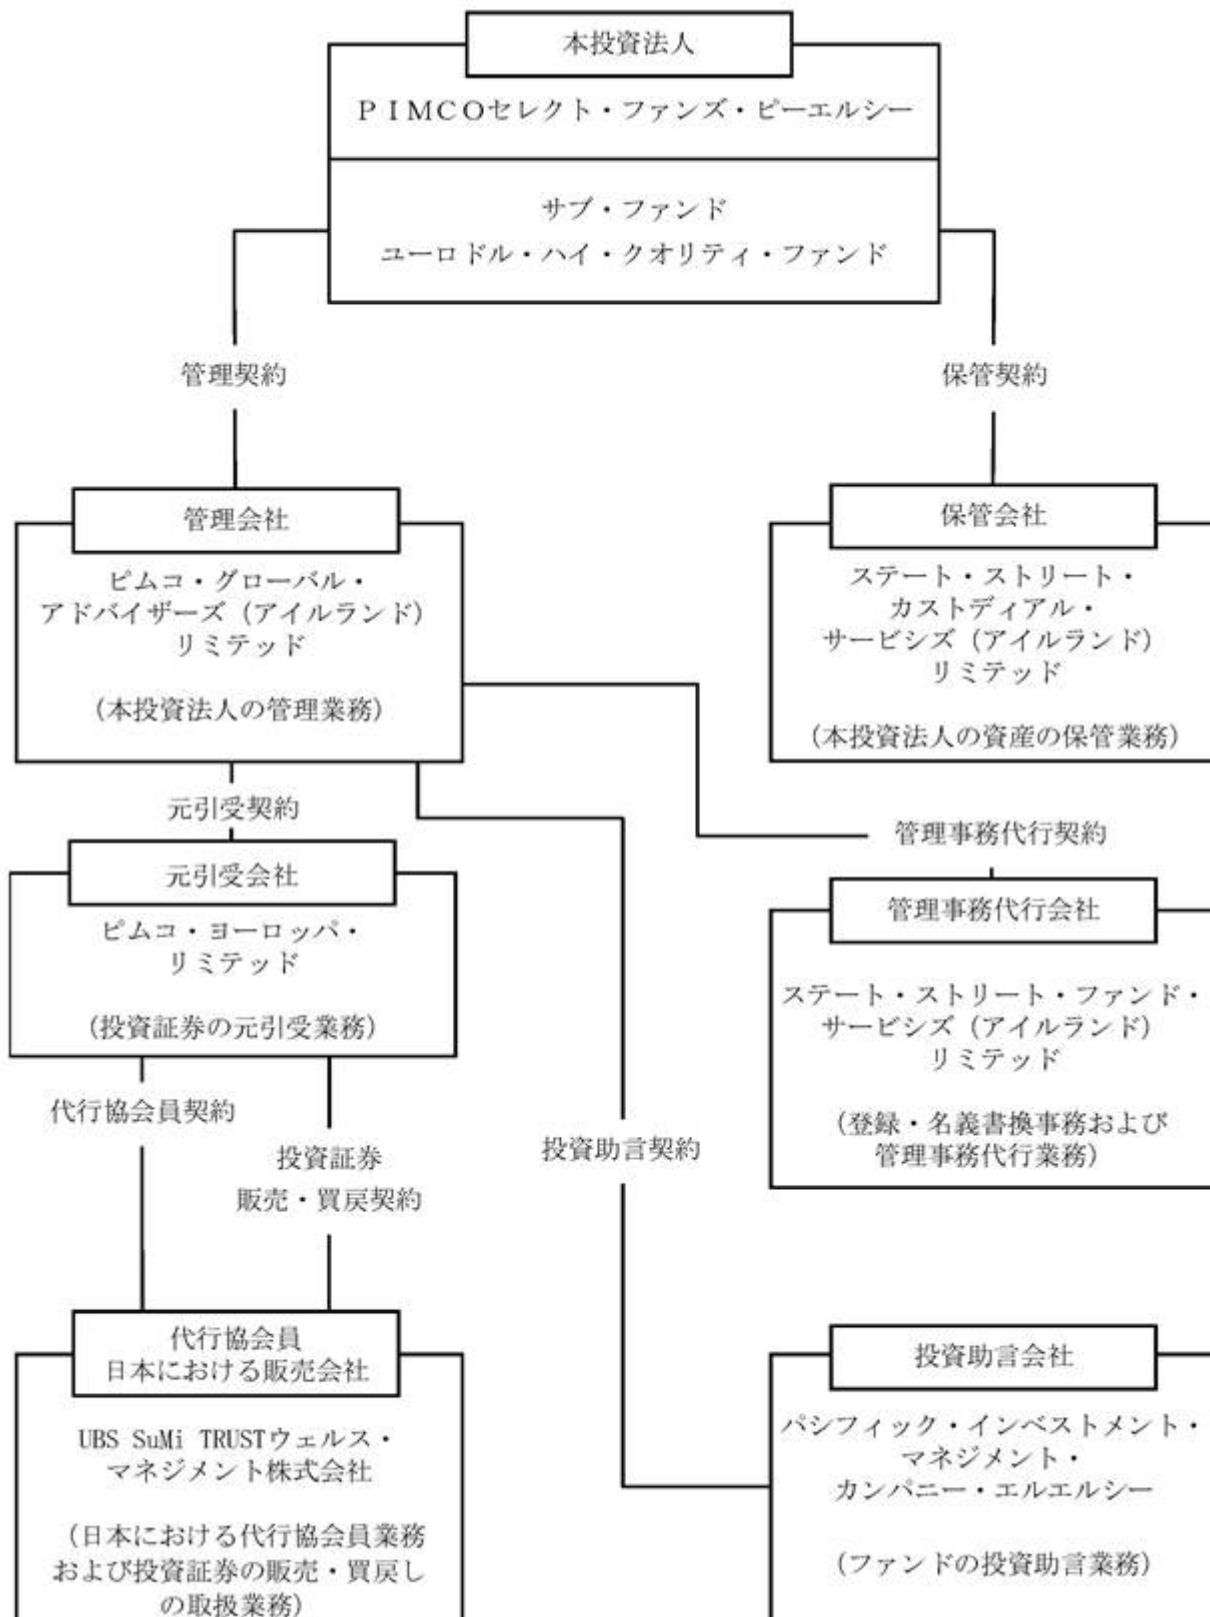 本投資法人
ＰＩＭＣＯセレクト・ファンズ・ピーエルシー
サブ・ファンド
ユーロドル・ハイ・クオリティ・ファンド
管理契約
保管契約
管理会社
ピムコ・グローバル・
アドバイザーズ（アイルランド）
リミテッド
（本投資法人の管理業務）
保管会社
ステート・ストリート・
カストディアル・
サービシズ（アイルランド）
リミテッド
（本投資法人の資産の保管業務）
元引受契約
管理事務代行契約
元引受会社
ピムコ・ヨーロッパ・
リミテッド
（投資証券の元引受業務）
管理事務代行会社
ステート・ストリート・ファンド・
サービシズ（アイルランド）
リミテッド
（登録・名義書換事務および
管理事務代行業務）
代行協会員契約
投資証券
販売・買戻契約
投資助言契約
代行協会員
日本における販売会社
UBS SuMi TRUSTウェルス・
マネジメント株式会社
（日本における代行協会員業務
および投資証券の販売・買戻し
の取扱業務）
投資助言会社
パシフィック・インベストメント・
マネジメント・
カンパニー・エルエルシー
（ファンドの投資助言業務）